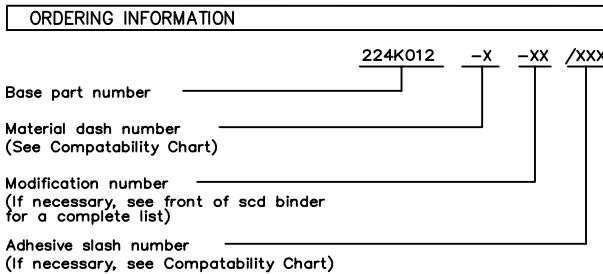 ORDERING INFORMATION
224K012 -X -XX /XXX
Base part number
Material dash number
(See Compatability Chart)
Modification number
(If necessary, see front of scd binder
for a complete list)
Adhesive slash number
(If necessary, see Compatability Chart)